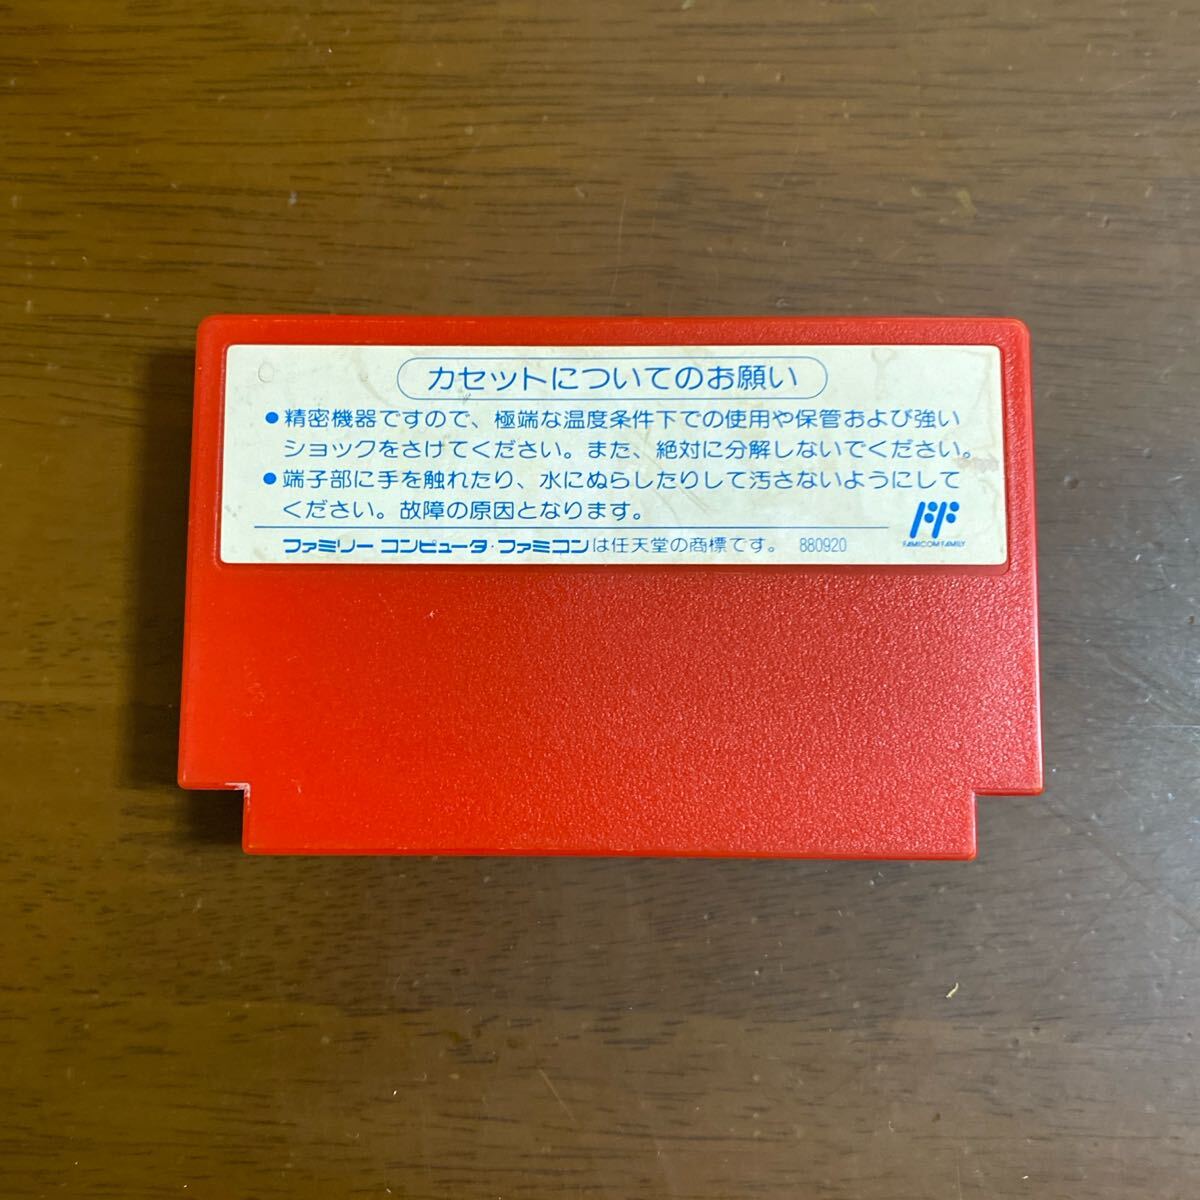 カセットについてのお願い
●精密機器ですので、極端な温度条件下での使用や保管および強い
ショックをさけてください。また、絶対に分解しないでください。
●端子部に手を触れたり、水にぬらしたりして汚さないようにして
ください。故障の原因となります。
ファミリー コンピュータ・ファミコンは任天堂の商標です。 880920
FAMICOM FAMILY